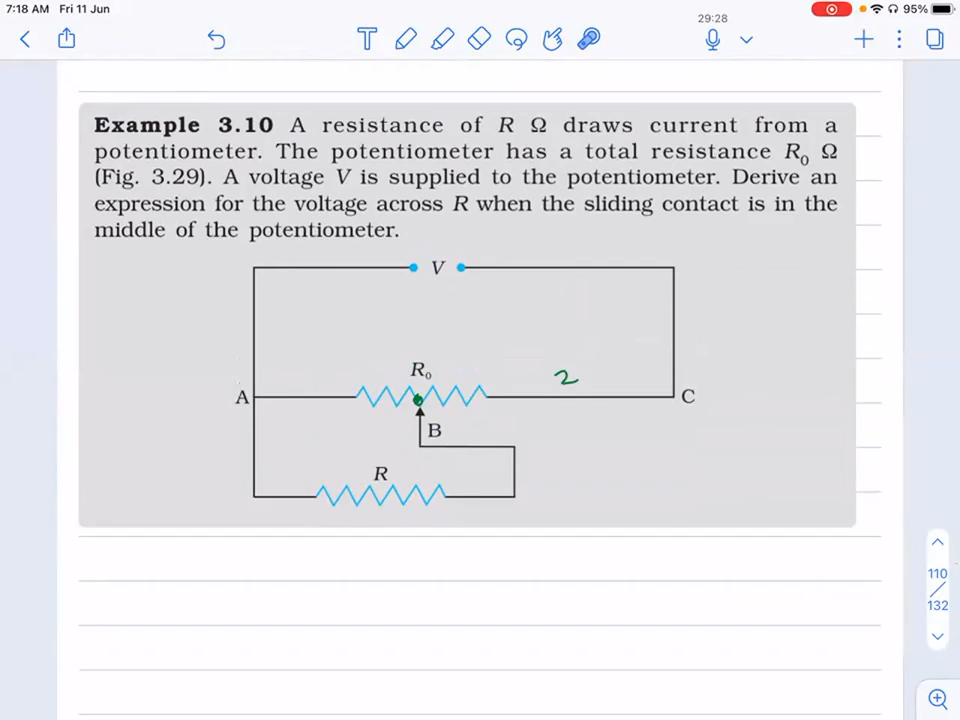 7:18 AM Fri 11 Jun
95%
29:28
Example 3.10 A resistance of R Ω draws current from a
potentiometer. The potentiometer has a total resistance R₀ Ω
(Fig. 3.29). A voltage V is supplied to the potentiometer. Derive an
expression for the voltage across R when the sliding contact is in the
middle of the potentiometer.
V
R₀
2
A
C
B
R
110
132